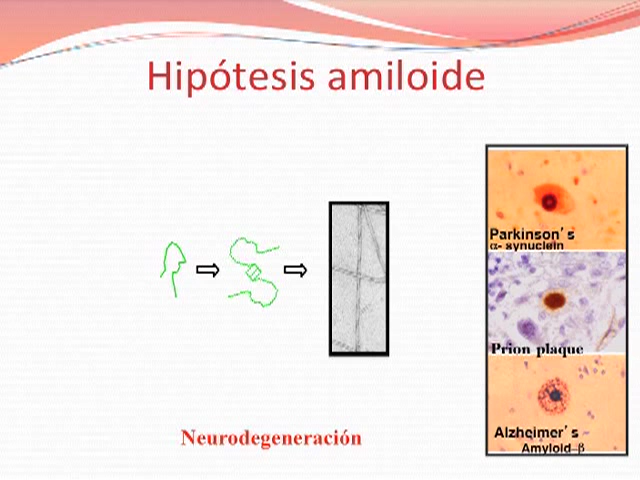 Hipótesis amiloide
Parkinson's
α- synuclein
Prion plaque
Alzheimer's
Amyloid-β
Neurodegeneración